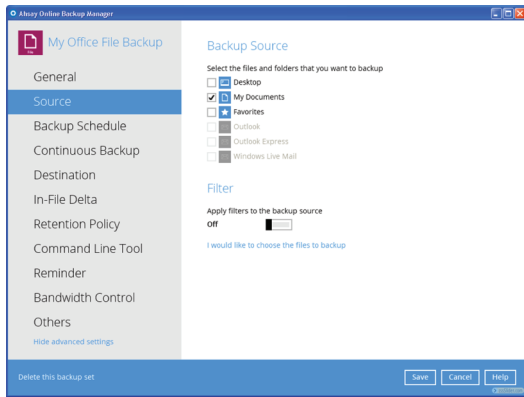 Ahsay Online Backup Manager
File
My Office File Backup
General
Source
Backup Schedule
Continuous Backup
Destination
In-File Delta
Retention Policy
Command Line Tool
Reminder
Bandwidth Control
Others
Hide advanced settings
Backup Source
Select the files and folders that you want to backup
Desktop
My Documents
Favorites
Outlook
Outlook Express
Windows Live Mail
Filter
Apply filters to the backup source
Off
I would like to choose the files to backup
Delete this backup set
Save
Cancel
Help